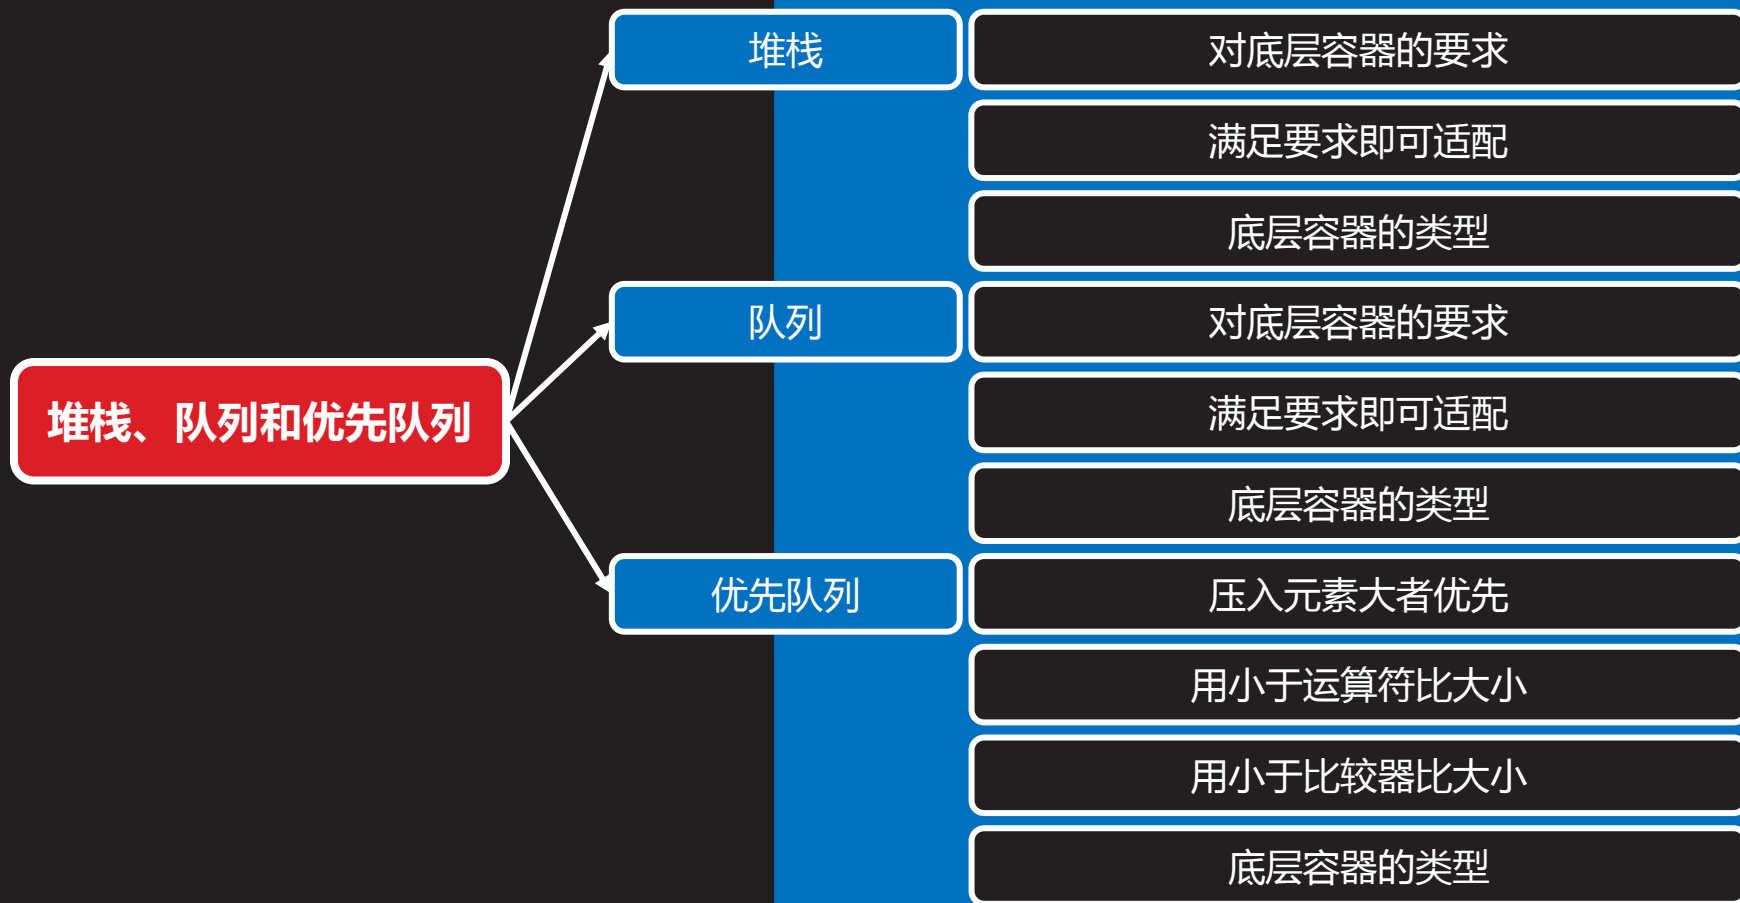 堆栈、队列和优先队列
堆栈
对底层容器的要求
满足要求即可适配
底层容器的类型
队列
对底层容器的要求
满足要求即可适配
底层容器的类型
优先队列
压入元素大者优先
用小于运算符比大小
用小于比较器比大小
底层容器的类型